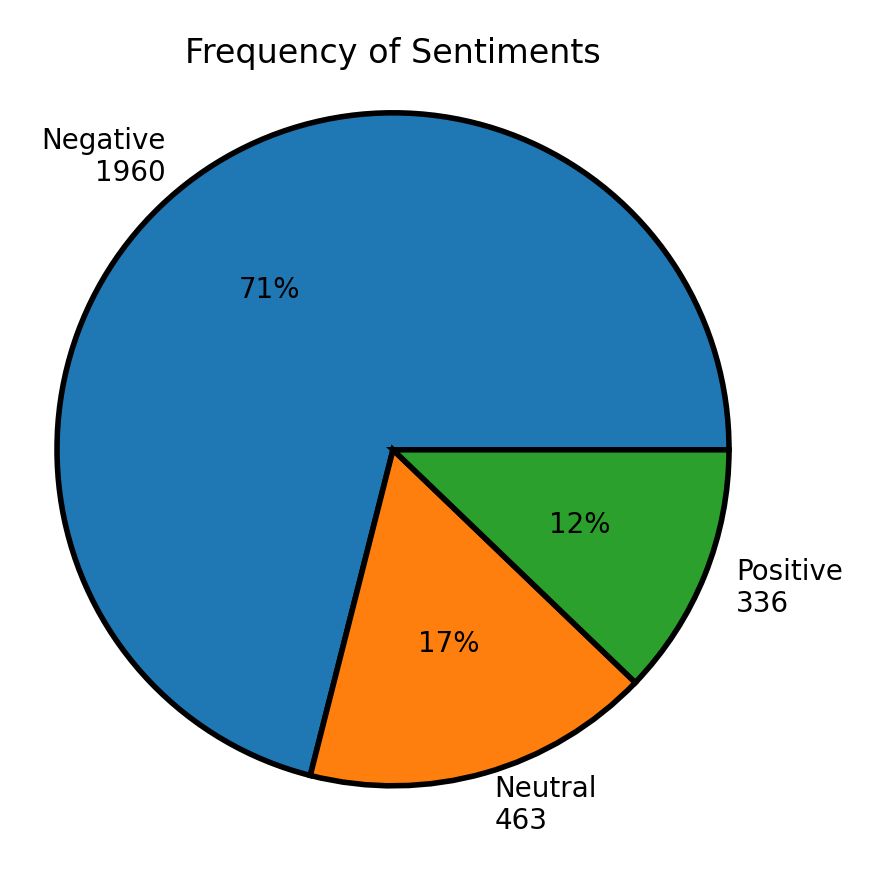 Frequency of Sentiments
Negative
1960
71%
12%
Positive
336
17%
Neutral
463